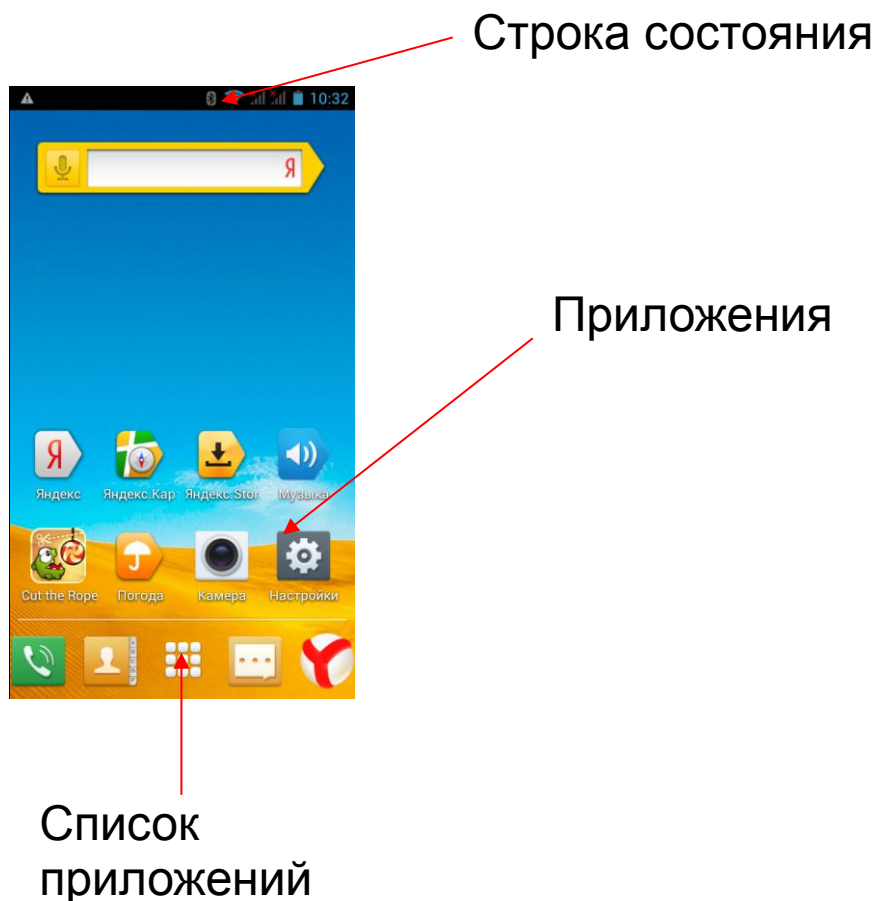 Строка состояния
10:32
Я
Приложения
Я
Яндекс Яндекс.Кар Яндекс.Stor Музыка
Cut the Rope Погода Камера Настройки
Список
приложений